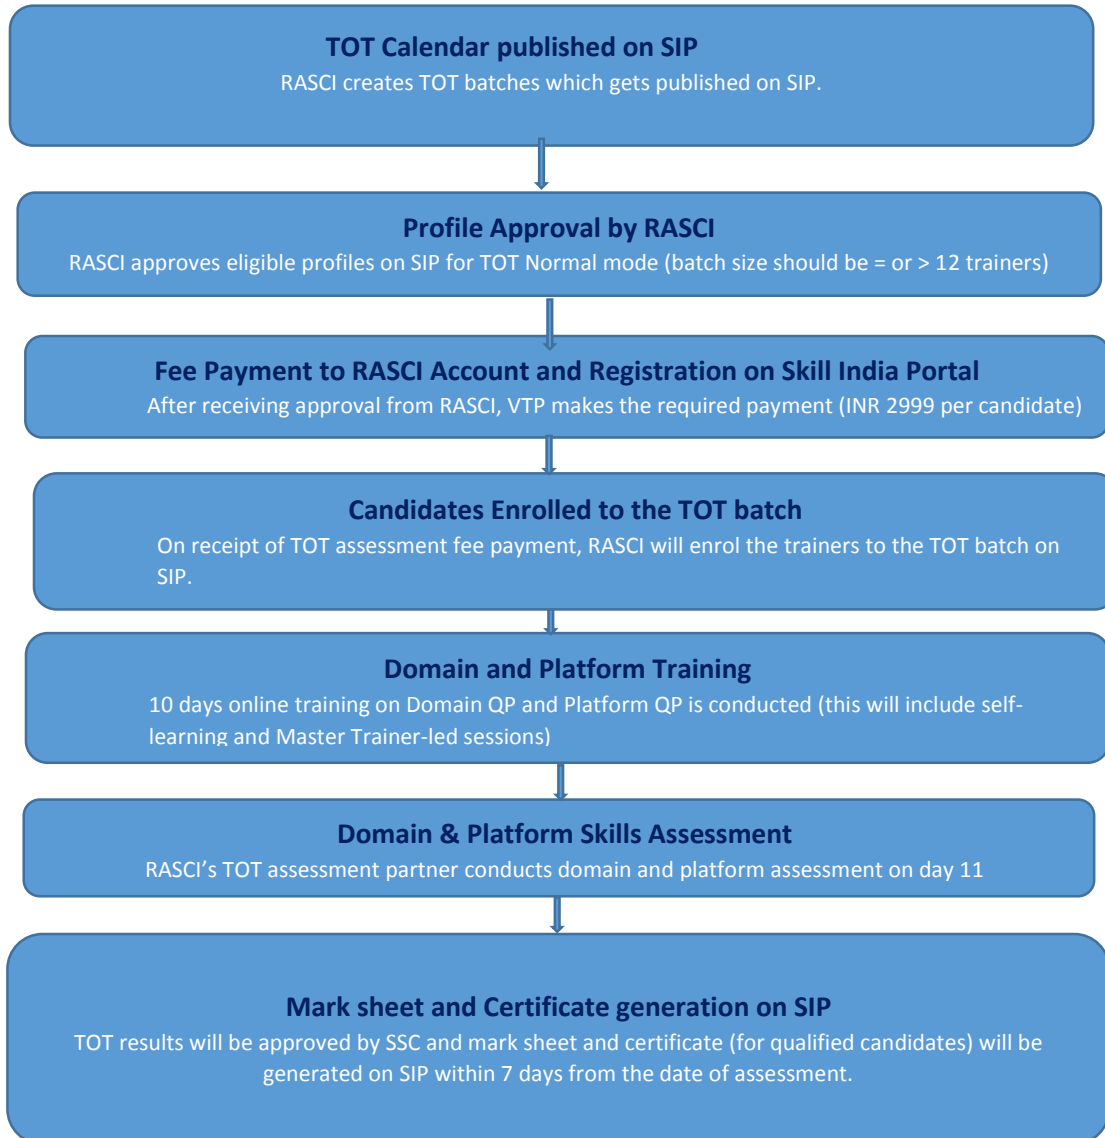 TOT Calendar published on SIP
RASCI creates TOT batches which gets published on SIP.
Profile Approval by RASCI
RASCI approves eligible profiles on SIP for TOT Normal mode (batch size should be = or > 12 trainers)
Fee Payment to RASCI Account and Registration on Skill India Portal
After receiving approval from RASCI, VTP makes the required payment (INR 2999 per candidate)
Candidates Enrolled to the TOT batch
On receipt of TOT assessment fee payment, RASCI will enrol the trainers to the TOT batch on
SIP.
Domain and Platform Training
10 days online training on Domain QP and Platform QP is conducted (this will include self-
learning and Master Trainer-led sessions)
Domain & Platform Skills Assessment
RASCI’s TOT assessment partner conducts domain and platform assessment on day 11
Mark sheet and Certificate generation on SIP
TOT results will be approved by SSC and mark sheet and certificate (for qualified candidates) will be
generated on SIP within 7 days from the date of assessment.